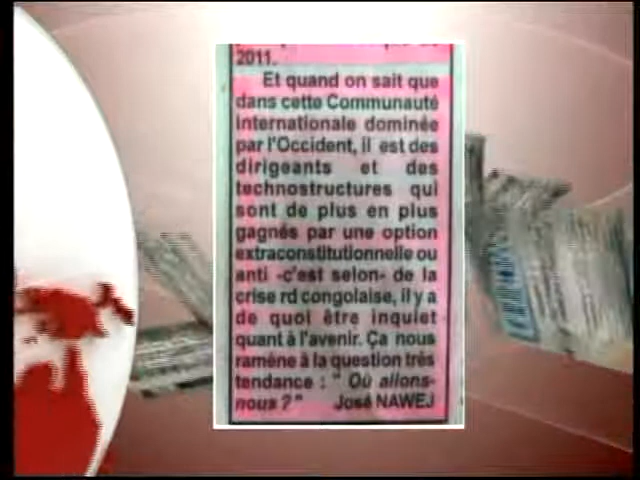 2011.
Et quand on sait que
dans cette Communauté
Internationale dominée
par l'Occident, il est des
dirigeants et des
technostructures qui
sont de plus en plus
gagnés par une option
extraconstitutionnelle ou
anti -c'est selon- de la
crise rd congolaise, il y a
de quoi être inquiet
quant à l'avenir. Ça nous
ramène à la question très
tendance : " Où allons-
nous ? " José NAWEJ